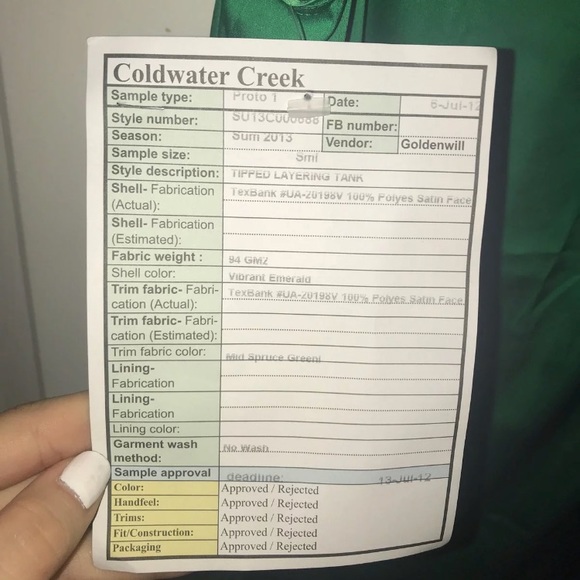 Coldwater Creek
Sample type: Proto 1 Date: 6-Jul-12
Style number: FB number:
Season: Sum 2013 Vendor: Goldenwill
Sample size: Sml
Style description: TIPPED LAYERING TANK
Shell- Fabrication TexBank #UA-20198V 100% Polyes Satin Face
(Actual):
Shell- Fabrication
(Estimated):
Fabric weight : 94 GM2
Shell color: Vibrant Emerald
Trim fabric- Fabri- TexBank #UA-20198V 100% Polyes Satin Face
cation (Actual):
Trim fabric- Fabri-
cation (Estimated):
Trim fabric color: Mid Spruce Greeni
Lining-
Fabrication
Lining-
Fabrication
Lining color:
Garment wash No Wash
method:
Sample approval deadline: 13-Jul-12
Color: Approved / Rejected
Handfeel: Approved / Rejected
Trims: Approved / Rejected
Fit/Construction: Approved / Rejected
Packaging Approved / Rejected